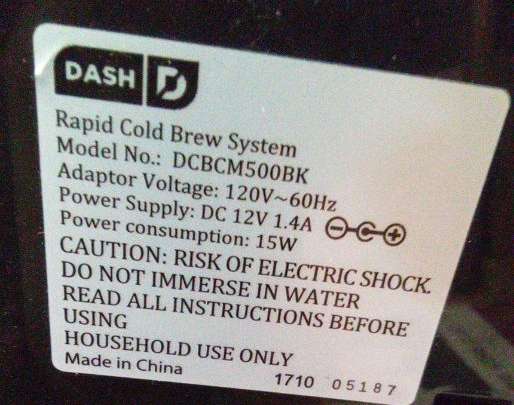 DASH D
Rapid Cold Brew System
Model No.: DCBCM500BK
Adaptor Voltage: 120V~60Hz
Power Supply: DC 12V 1.4A
Power consumption: 15W
CAUTION: RISK OF ELECTRIC SHOCK.
DO NOT IMMERSE IN WATER
READ ALL INSTRUCTIONS BEFORE
USING
HOUSEHOLD USE ONLY
Made in China
1710 05187